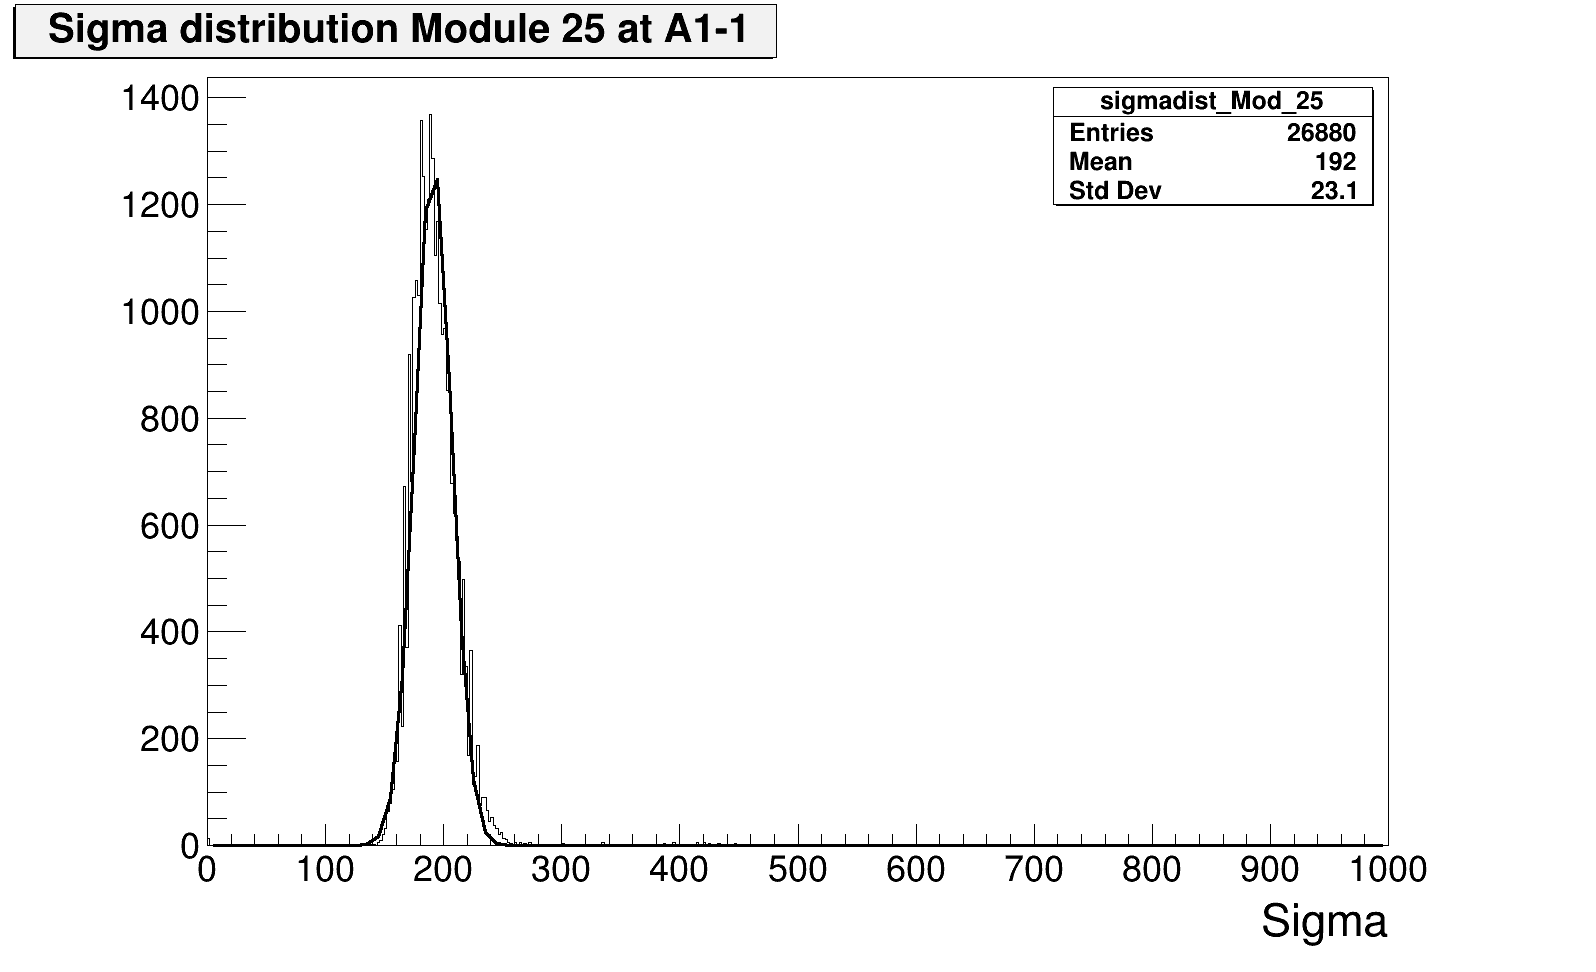 Sigma distribution Module 25 at A1-1
sigmadist_Mod_25
Entries 26880
Mean 192
Std Dev 23.1
1400
1200
1000
800
600
400
200
0
0 100 200 300 400 500 600 700 800 900 1000
Sigma